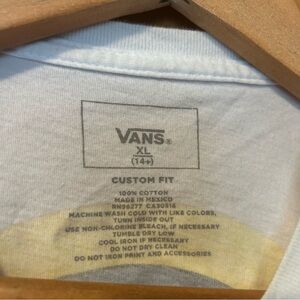 VANS®
XL
(14+)
CUSTOM FIT
100% COTTON
MADE IN MEXICO
RN96277 CA30516
MACHINE WASH COLD WITH LIKE COLORS,
TURN INSIDE OUT
USE NON-CHLORINE BLEACH, IF NECESSARY
TUMBLE DRY LOW
COOL IRON IF NECESSARY
DO NOT DRY CLEAN
DO NOT IRON PRINT AND ACCESSORIES